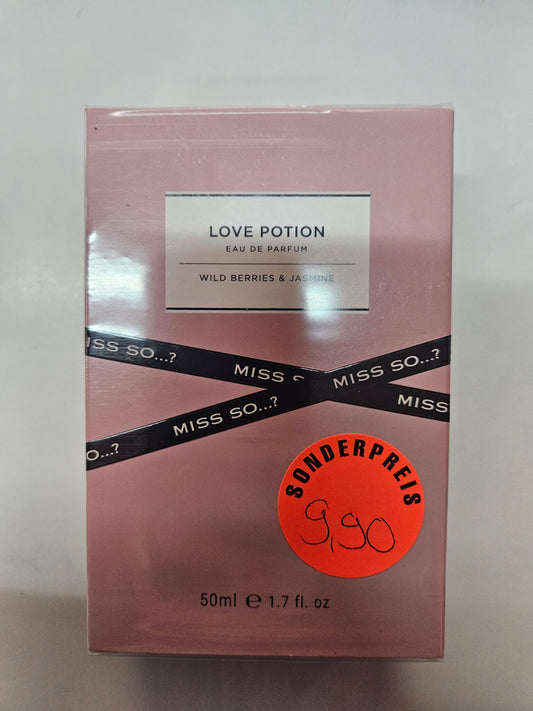 LOVE POTION
EAU DE PARFUM
WILD BERRIES & JASMINE
ISS SO...?
MISS S
MISS SO...?
MISS SO...?
MISS
O...?
SONDERPREIS
9,90
50ml ℮ 1.7 fl. oz